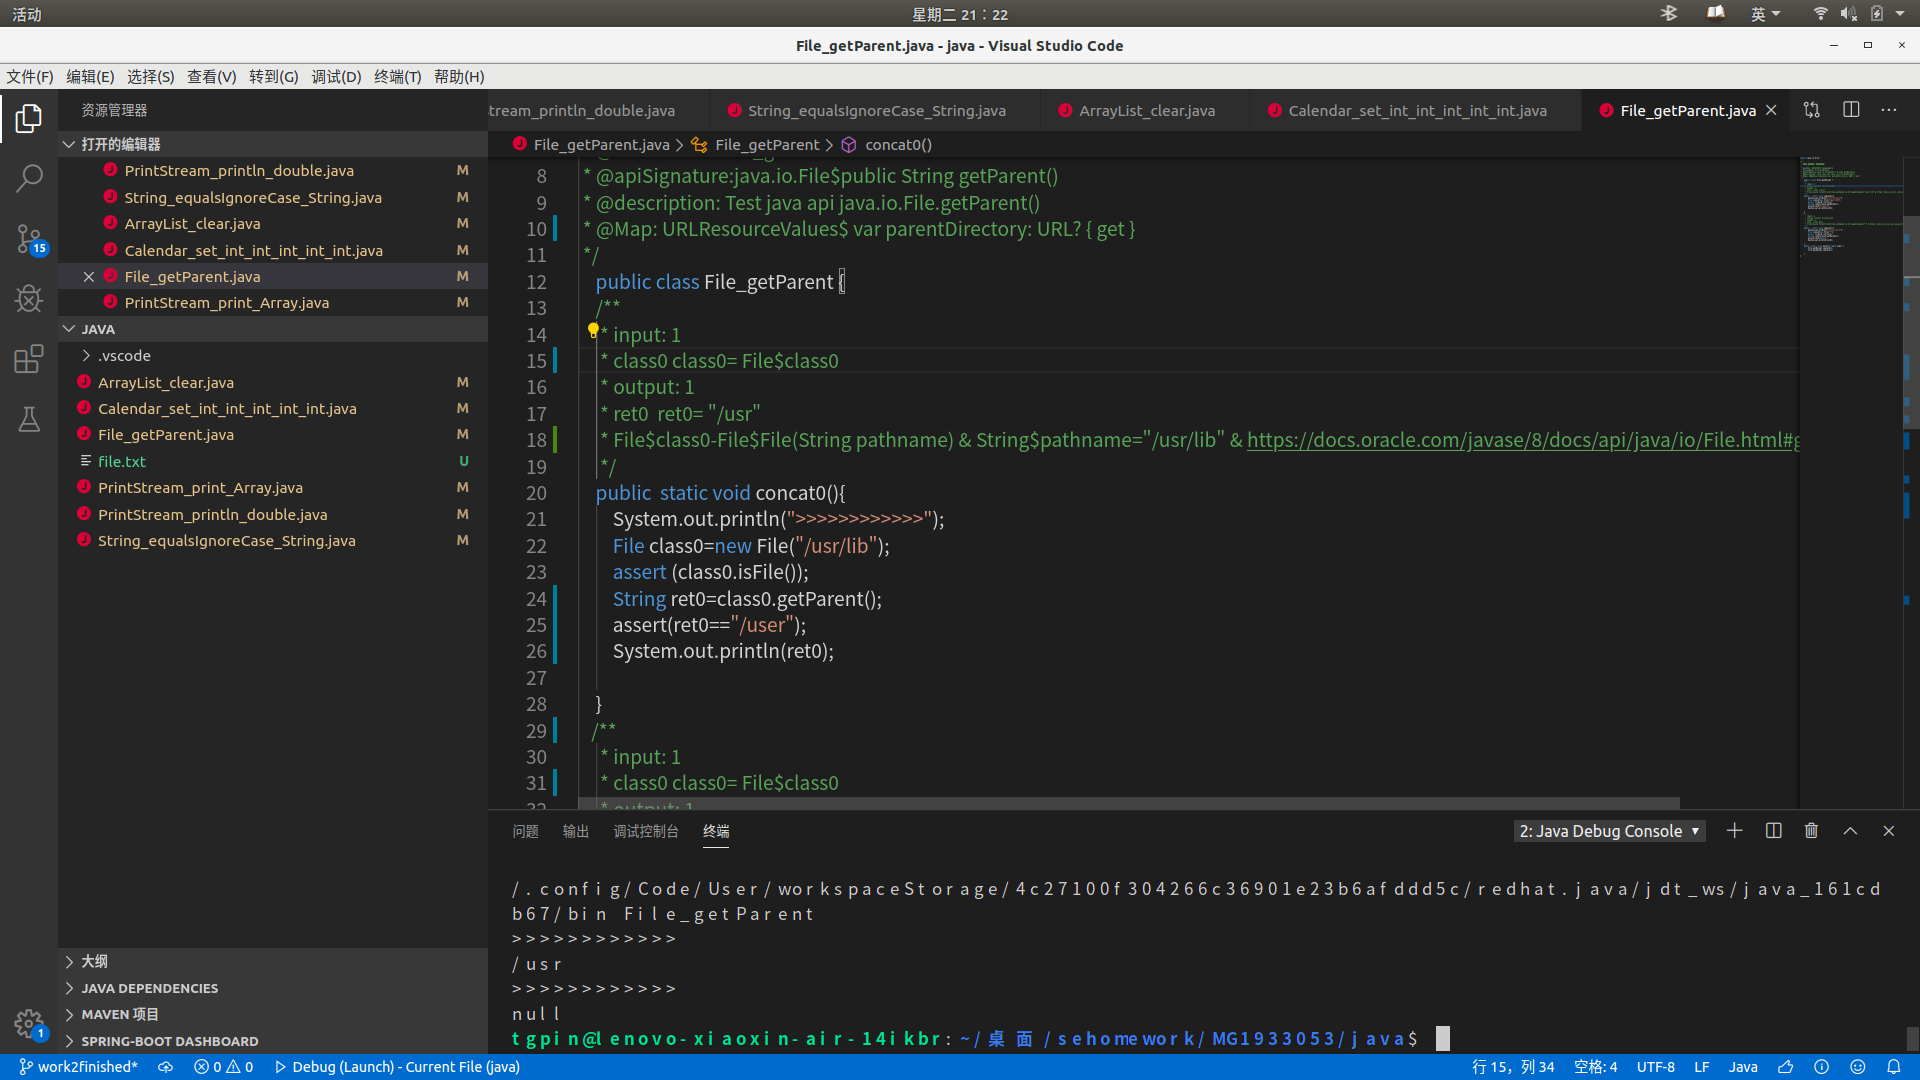 活动
星期二 21：22
英
File_getParent.java - java - Visual Studio Code
文件(F) 编辑(E) 选择(S) 查看(V) 转到(G) 调试(D) 终端(T) 帮助(H)
资源管理器
打开的编辑器
PrintStream_println_double.java M
String_equalsIgnoreCase_String.java M
ArrayList_clear.java M
Calendar_set_int_int_int_int_int.java M
File_getParent.java M
PrintStream_print_Array.java M
JAVA
.vscode
ArrayList_clear.java M
Calendar_set_int_int_int_int_int.java M
File_getParent.java M
file.txt U
PrintStream_print_Array.java M
PrintStream_println_double.java M
String_equalsIgnoreCase_String.java M
大纲
JAVA DEPENDENCIES
MAVEN 项目
SPRING-BOOT DASHBOARD
15
1
tream_println_double.java String_equalsIgnoreCase_String.java ArrayList_clear.java Calendar_set_int_int_int_int_int.java File_getParent.java
File_getParent.java > File_getParent > concat0()
8 * @apiSignature:java.io.File$public String getParent()
9 * @description: Test java api java.io.File.getParent()
10 * @Map: URLResourceValues$ var parentDirectory: URL? { get }
11 */
12 public class File_getParent {
13 /**
14 * input: 1
15 * class0 class0= File$class0
16 * output: 1
17 * ret0  ret0= "/usr"
18 * File$class0-File$File(String pathname) & String$pathname="/usr/lib" & https://docs.oracle.com/javase/8/docs/api/java/io/File.html#g
19 */
20 public  static void concat0(){
21 System.out.println(">>>>>>>>>>>>");
22 File class0=new File("/usr/lib");
23 assert (class0.isFile());
24 String ret0=class0.getParent();
25 assert(ret0=="/user");
26 System.out.println(ret0);
27
28 }
29 /**
30 * input: 1
31 * class0 class0= File$class0
32 * output: 1
问题 输出 调试控制台 终端
2: Java Debug Console
/.config/Code/User/workspaceStorage/4c27100f304266c36901e23b6afddd5c/redhat.java/jdt_ws/java_161cd
b67/bin File_getParent
>>>>>>>>>>>>
/usr
>>>>>>>>>>>>
null
tgpin@lenovo-xiaoxin-air-14ikbr:~/桌面/sehomework/MG1933053/java$
work2finished* 0 0 Debug (Launch) - Current File (java)
行 15，列 34 空格: 4 UTF-8 LF Java